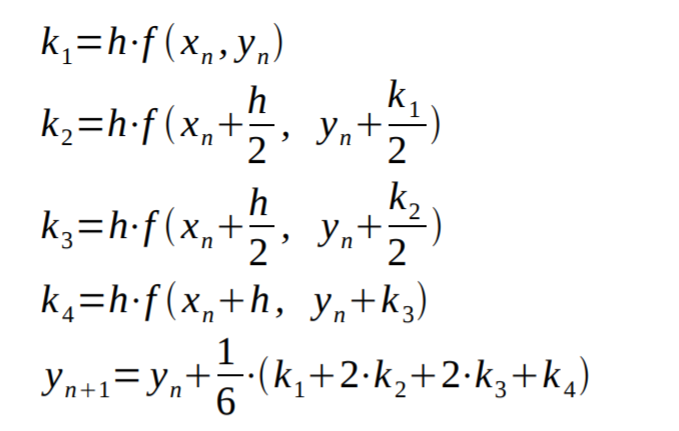 k₁=h·f(xₙ,yₙ)
k₂=h·f(xₙ+h/2, yₙ+k₁/2)
k₃=h·f(xₙ+h/2, yₙ+k₂/2)
k₄=h·f(xₙ+h, yₙ+k₃)
yₙ₊₁=yₙ+1/6·(k₁+2·k₂+2·k₃+k₄)